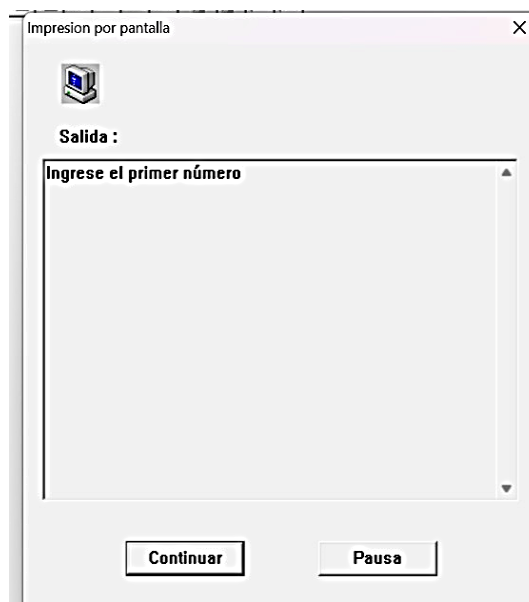 Impresion por pantalla
Salida :
Ingrese el primer número
Continuar
Pausa